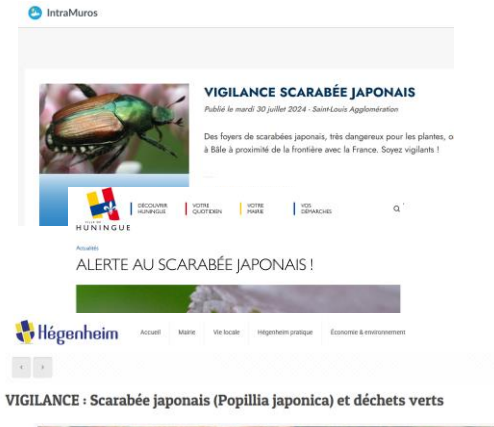 IntraMuros
VIGILANCE SCARABÉE JAPONAIS
Publié le mardi 30 juillet 2024 - Saint-Louis Agglomération
Des foyers de scarabées japonais, très dangereux pour les plantes, o
à Bâle à proximité de la frontière avec la France. Soyez vigilants !
DÉCOUVRIR HUNINGUE
VOTRE QUOTIDIEN
VOTRE MAIRIE
VOS DÉMARCHES
HUNINGUE
Actualités
ALERTE AU SCARABÉE JAPONAIS !
Hégenheim
Accueil Mairie Vie locale Hégenheim pratique Économie & environnement
VIGILANCE : Scarabée japonais (Popillia japonica) et déchets verts